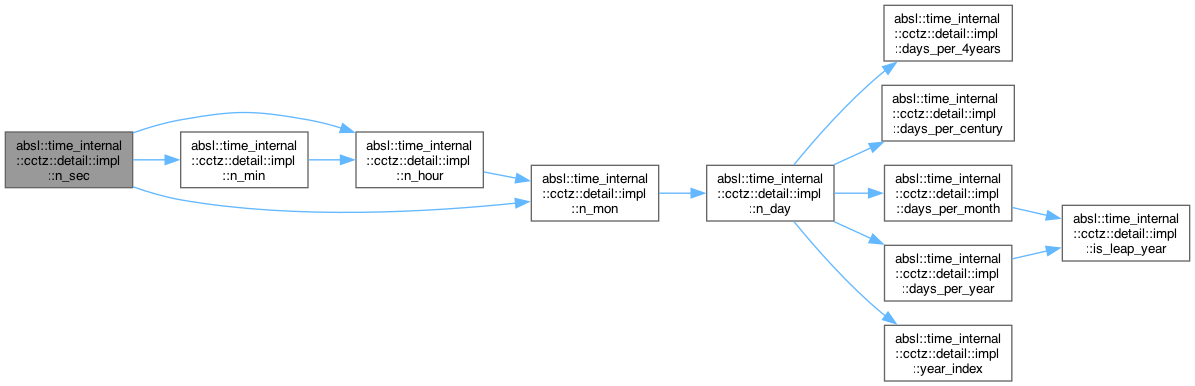 absl::time_internal
::cctz::detail::impl
::n_sec
absl::time_internal
::cctz::detail::impl
::n_min
absl::time_internal
::cctz::detail::impl
::n_hour
absl::time_internal
::cctz::detail::impl
::n_mon
absl::time_internal
::cctz::detail::impl
::n_day
absl::time_internal
::cctz::detail::impl
::days_per_4years
absl::time_internal
::cctz::detail::impl
::days_per_century
absl::time_internal
::cctz::detail::impl
::days_per_month
absl::time_internal
::cctz::detail::impl
::days_per_year
absl::time_internal
::cctz::detail::impl
::year_index
absl::time_internal
::cctz::detail::impl
::is_leap_year